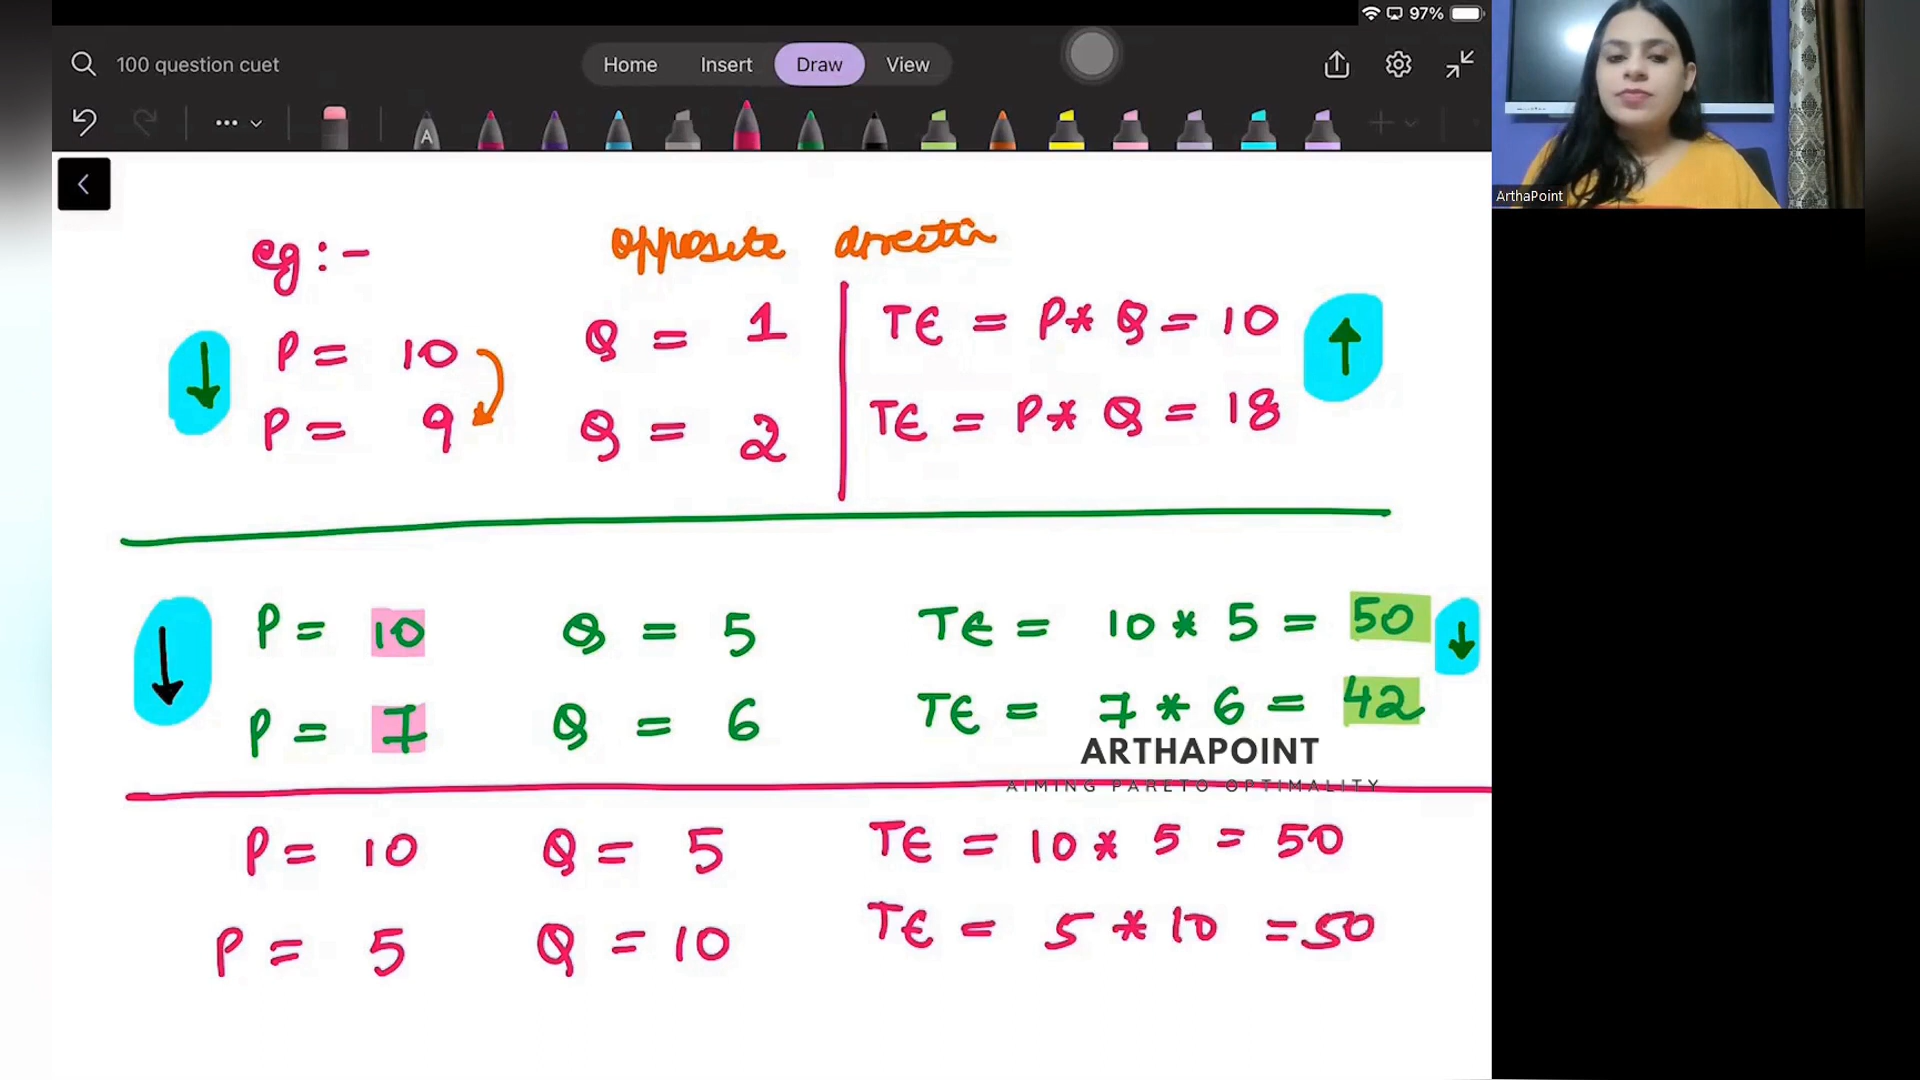 97%
100 question cuet
Home Insert Draw View
A
ArthaPoint
eg :- opposite
P = 10 Q = 1 TE = P* Q = 10
P = 9 Q = 2 TE = P* Q = 18
P = 10 Q = 5 TE = 10 * 5 = 50
P = 7 Q = 6 TE = 7 * 6 = 42
ARTHAPOINT
AIMING PARETO OPTIMALITY
P = 10 Q = 5 TE = 10 * 5 = 50
P = 5 Q = 10 TE = 5 * 10 = 50